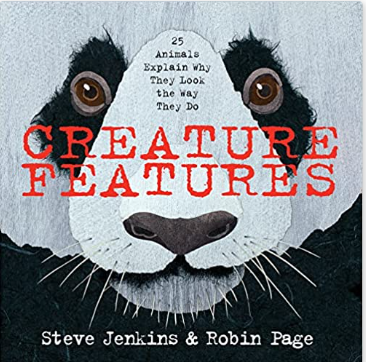 25
Animals
Explain Why
They Look
the Way
They Do
CREATURE
FEATURES
Steve Jenkins & Robin Page